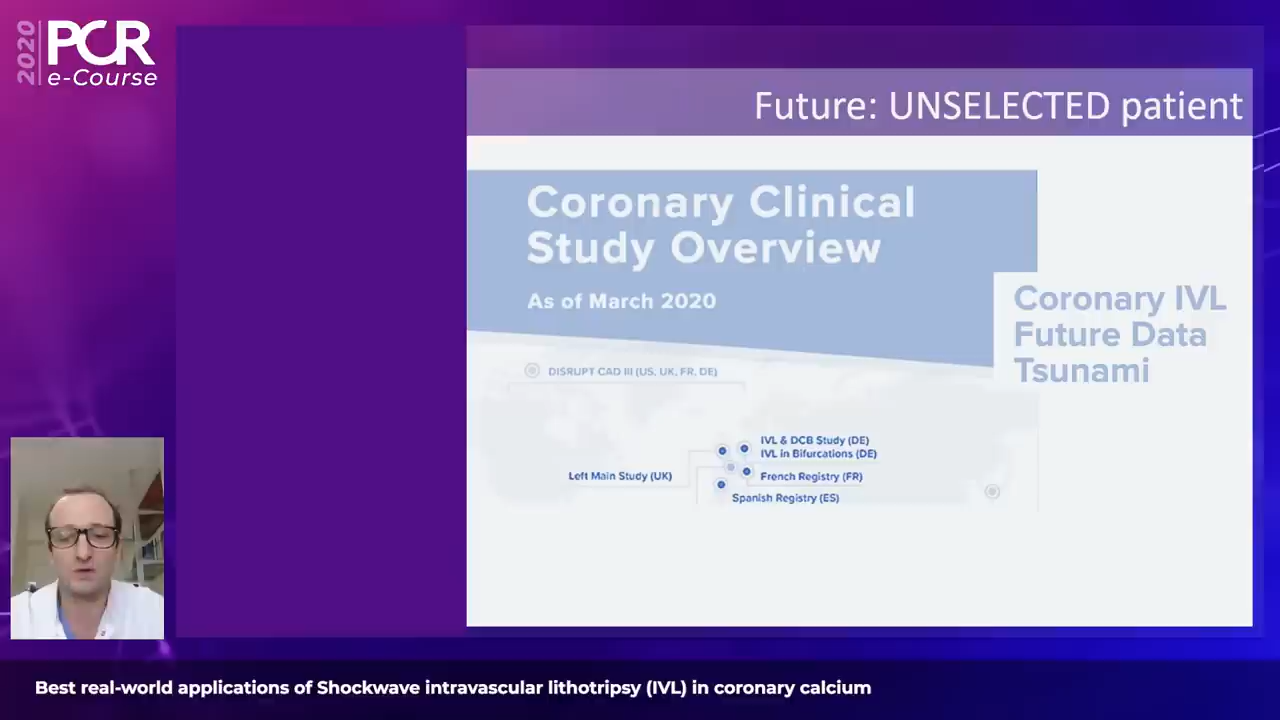 2020
PCR
e-Course
Future: UNSELECTED patient
Coronary Clinical
Study Overview
As of March 2020
Coronary IVL
Future Data
Tsunami
DISRUPT CAD III (US, UK, FR, DE)
IVL & DCB Study (DE)
IVL in Bifurcations (DE)
Left Main Study (UK)
French Registry (FR)
Spanish Registry (ES)
Best real-world applications of Shockwave intravascular lithotripsy (IVL) in coronary calcium